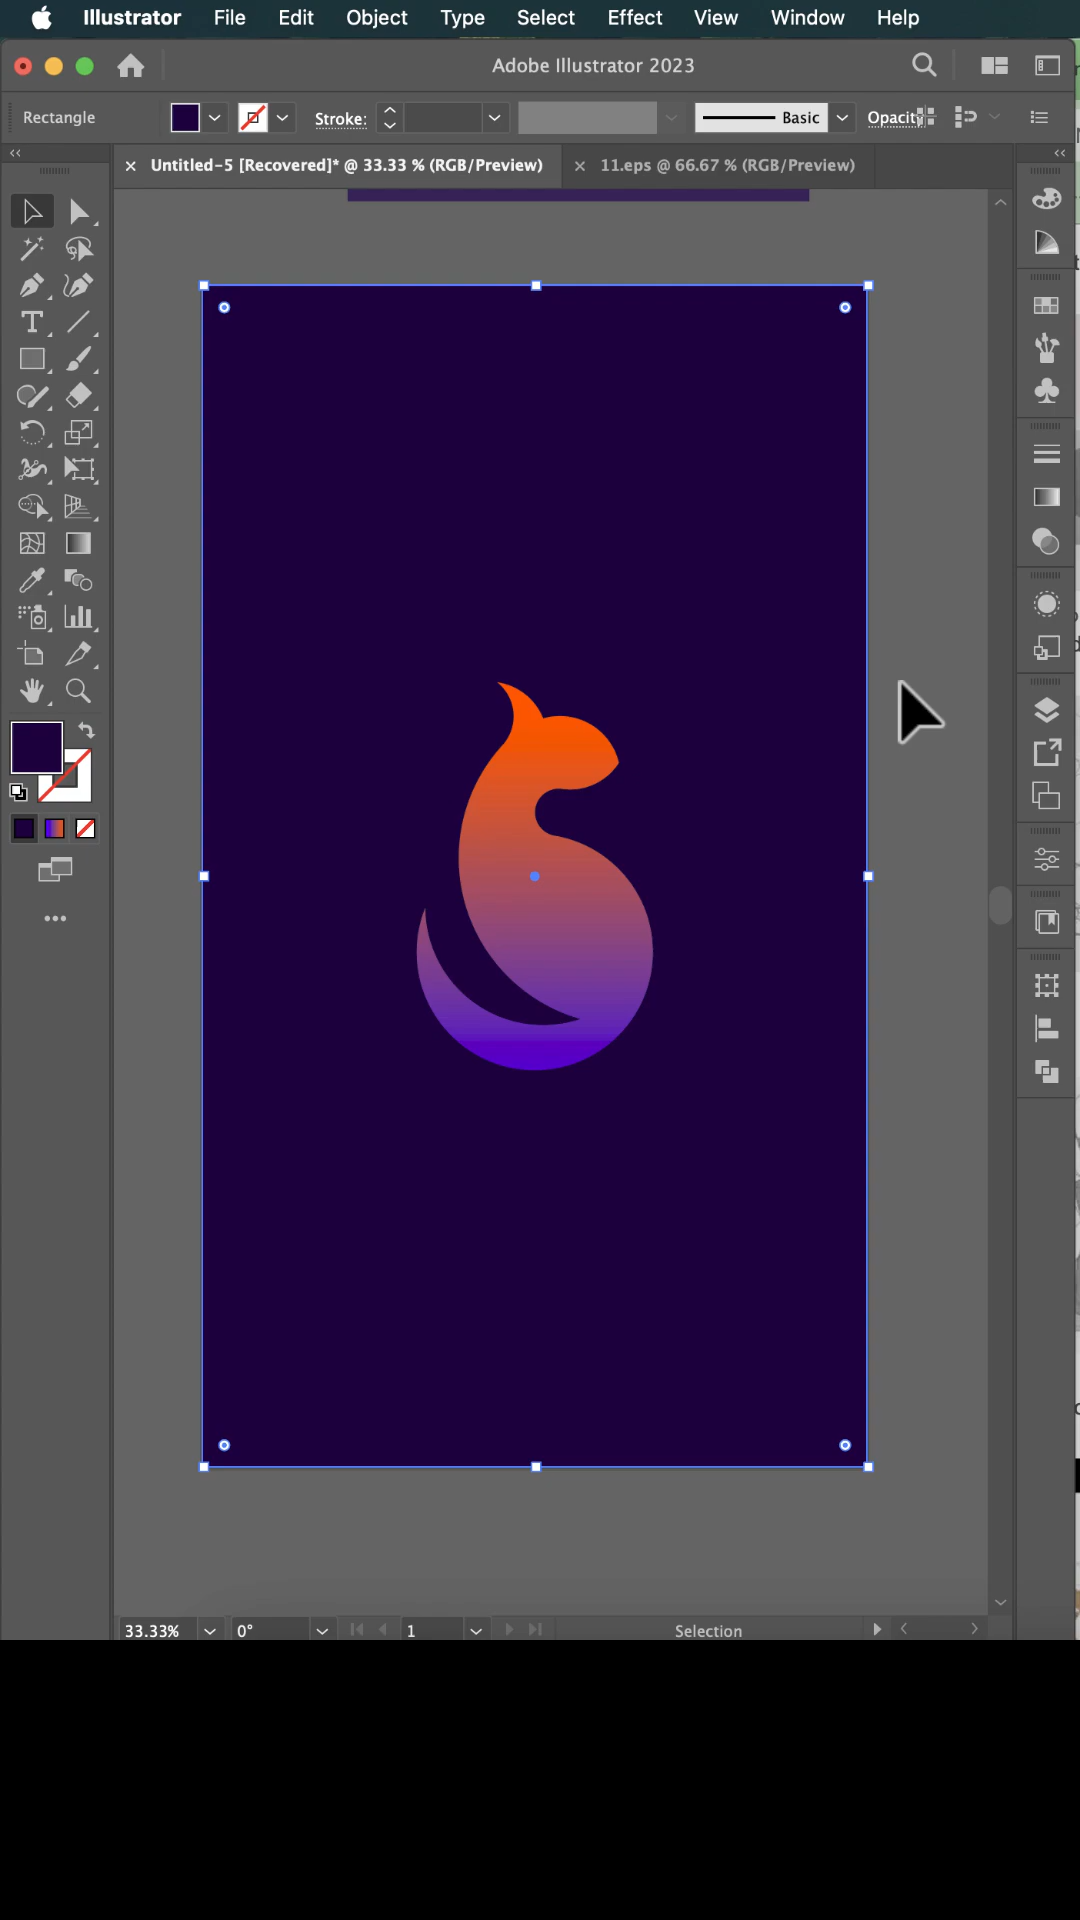 Illustrator File Edit Object Type Select Effect View Window Help
Adobe Illustrator 2023
Rectangle Stroke: Basic Opacity
Untitled-5 [Recovered]* @ 33.33 % (RGB/Preview) 11.eps @ 66.67 % (RGB/Preview)
33.33% 0° 1 Selection